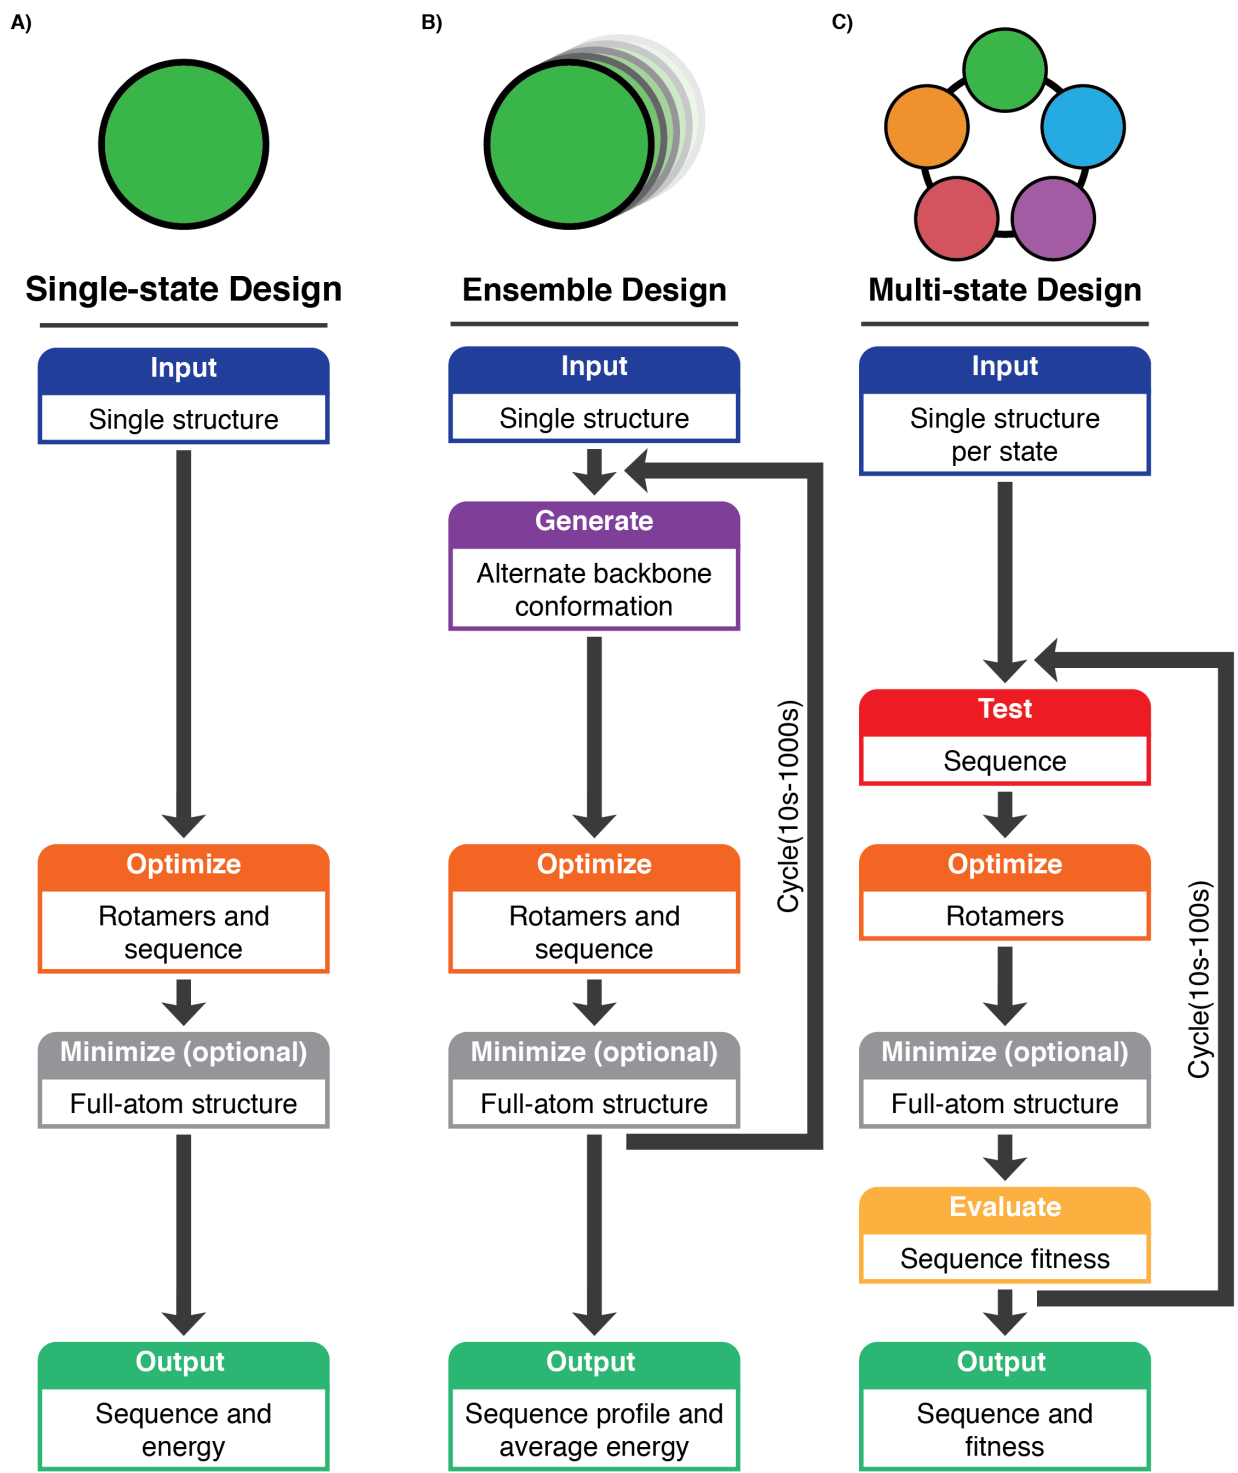 A)
Single-state Design
Input
Single structure
Optimize
Rotamers and
sequence
Minimize (optional)
Full-atom structure
Output
Sequence and
energy
B)
Ensemble Design
Input
Single structure
Generate
Alternate backbone
conformation
Optimize
Rotamers and
sequence
Minimize (optional)
Full-atom structure
Cycle(10s-1000s)
Output
Sequence profile and
average energy
C)
Multi-state Design
Input
Single structure
per state
Test
Sequence
Optimize
Rotamers
Minimize (optional)
Full-atom structure
Evaluate
Sequence fitness
Cycle(10s-100s)
Output
Sequence and
fitness